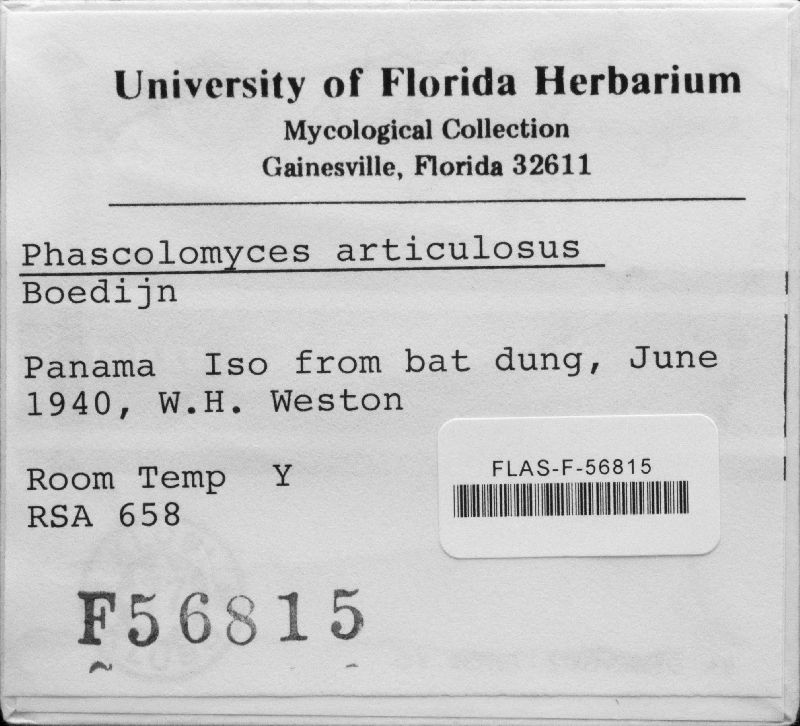 University of Florida Herbarium
Mycological Collection
Gainesville, Florida 32611
Phascolomyces articulosus
Boedijn
Panama Iso from bat dung, June
1940, W.H. Weston
Room Temp Y
RSA 658
FLAS-F-56815
F56815